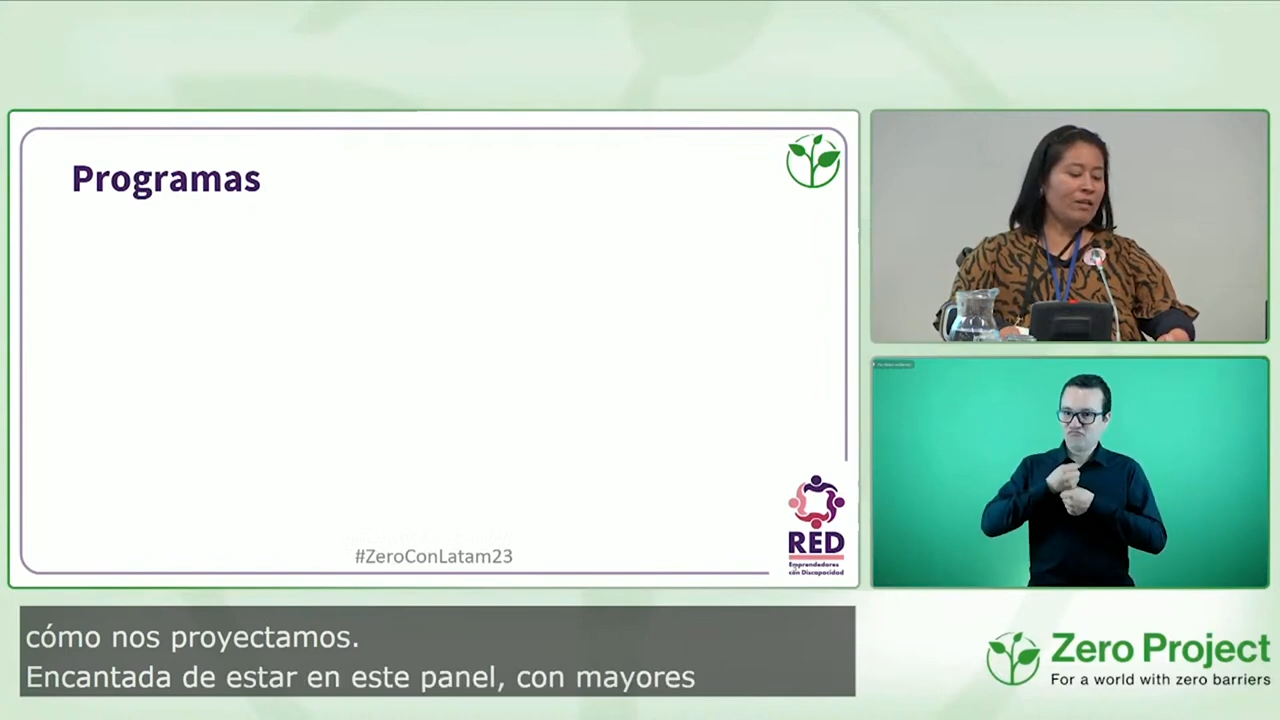 Programas
#ZeroConLatam23
RED
Emprendedores
con Discapacidad
cómo nos proyectamos.
Encantada de estar en este panel, con mayores
Zero Project
For a world with zero barriers